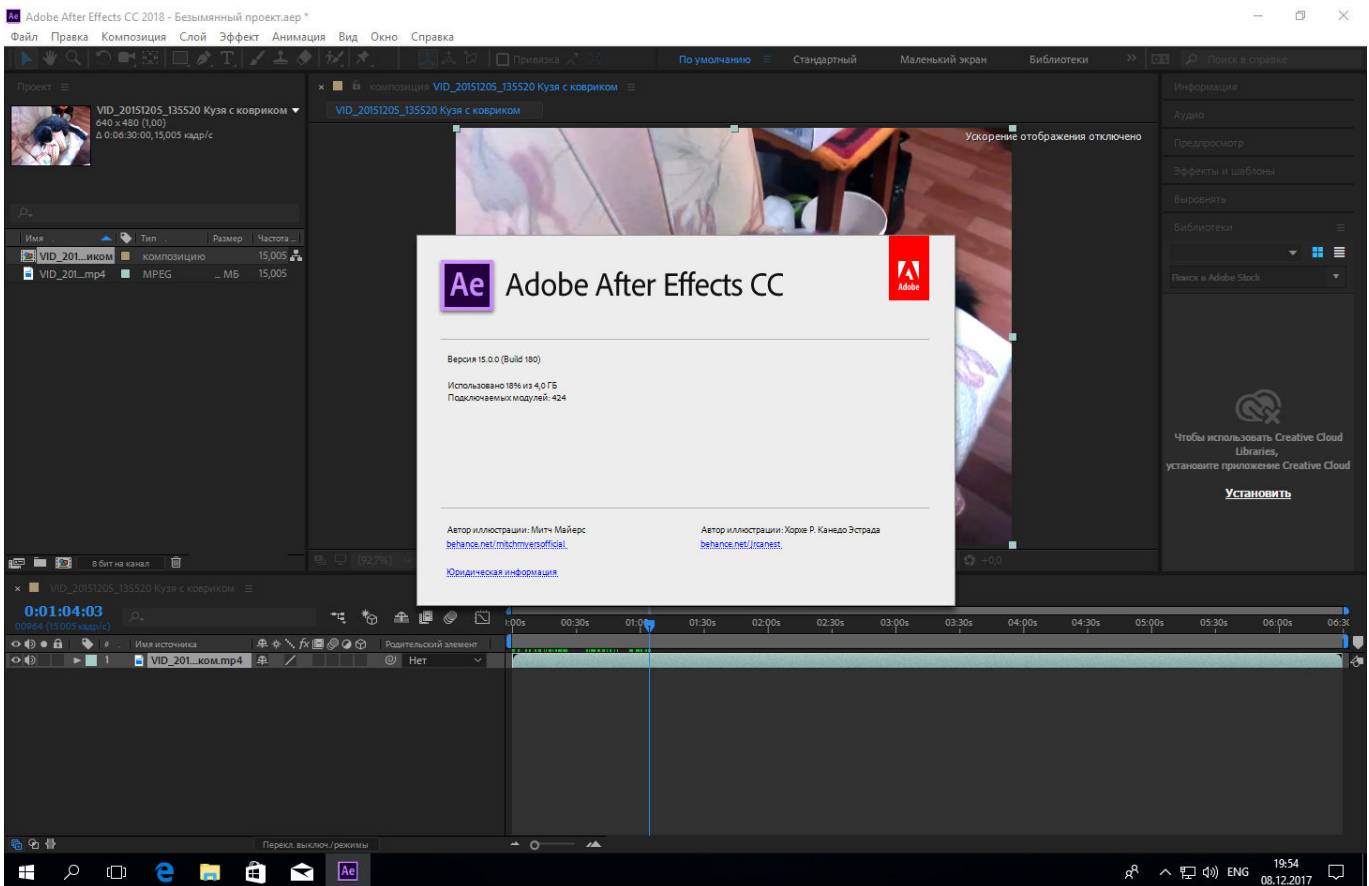 Ae Adobe After Effects CC 2018 - Безымянный проект.aep *
Файл Правка Композиция Слой Эффект Анимация Вид Окно Справка
Привязка
По умолчанию Стандартный Маленький экран Библиотеки » Поиск в справке
Проект
VID_20151205_135520 Кузя с ковриком
640 x 480 (1,00)
Δ 0:06:30:00, 15,005 кадр/с
композиция VID_20151205_135520 Кузя с ковриком
VID_20151205_135520 Кузя с ковриком
Ускорение отображения отключено
Информация
Аудио
Предпросмотр
Эффекты и шаблоны
Выровнять
Библиотеки
Поиск в Adobe Stock
Чтобы использовать Creative Cloud
Libraries,
установите приложение Creative Cloud
Установить
Имя Тип Размер Частота ...
VID_201...иком композицию 15,005
VID_201...mp4 MPEG ... МБ 15,005
8 бит на канал
Ae Adobe After Effects CC
Adobe
Версия 15.0.0 (Build 180)
Использовано 18% из 4,0 ГБ
Подключаемых модулей: 424
Автор иллюстрации: Митч Майерс
behance.net/mitchmyersofficial
Автор иллюстрации: Хорхе Р. Канедо Эстрада
behance.net/Jrcanest
Юридическая информация
(92,7%)
+0,0
VID_20151205_135520 Кузя с ковриком
0:01:04:03
00964 (15.005 кадр/с)
:00s 00:30s 01:00s 01:30s 02:00s 02:30s 03:00s 03:30s 04:00s 04:30s 05:00s 05:30s 06:00s 06:30
# Имя источника fx Родительский элемент
1 VID_201...ком.mp4 Нет
Перекл. выключ./режимы
Ae
ENG
19:54
08.12.2017